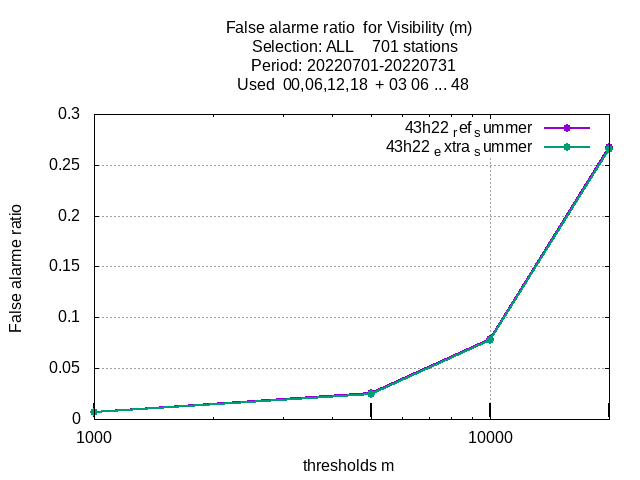 False alarme ratio for Visibility (m)
Selection: ALL 701 stations
Period: 20220701-20220731
Used 00,06,12,18 + 03 06 ... 48
43h22 ref summer
43h22 extra summer
0.3
0.25
0.2
0.15
0.1
0.05
0
False alarme ratio
1000 10000
thresholds m